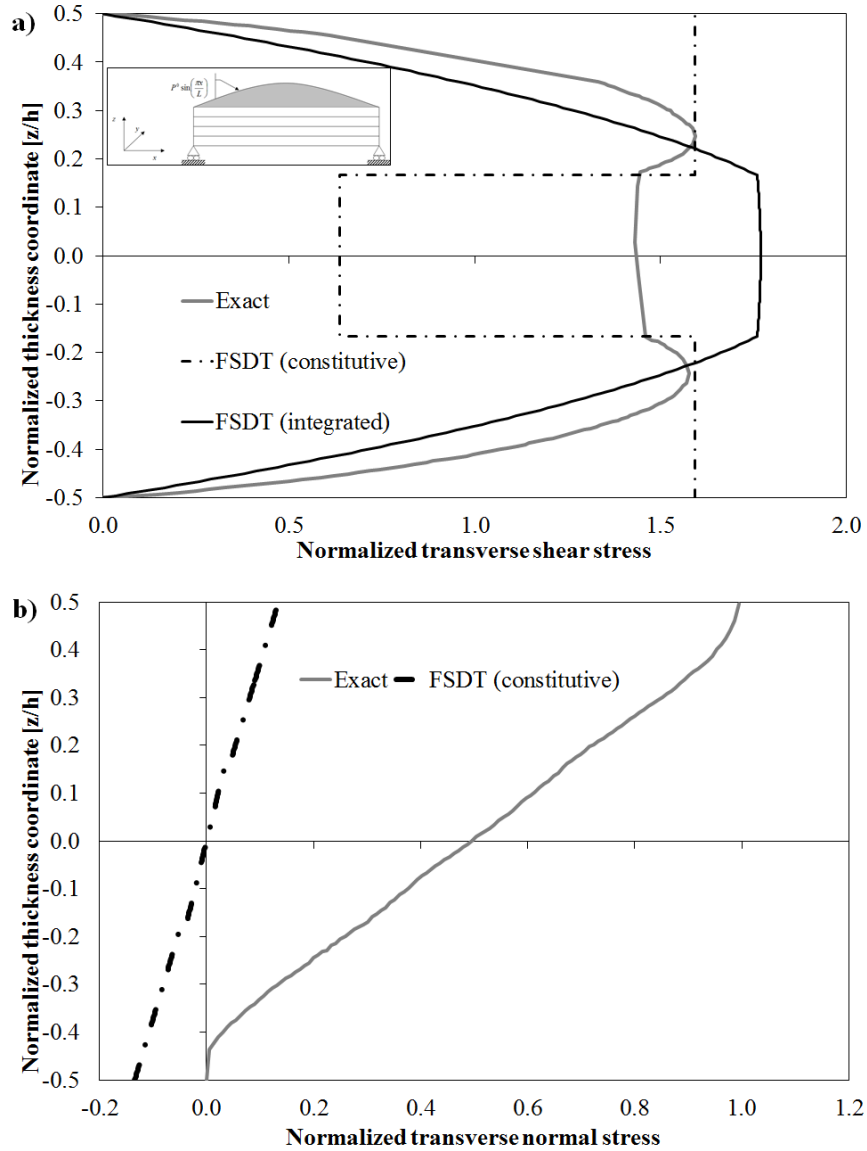 a)
Normalized thickness coordinate [z/h]
0.5
0.4
0.3
0.2
0.1
0.0
-0.1
-0.2
-0.3
-0.4
-0.5
P⁰ sin(πx/L)
z
y
x
Exact
FSDT (constitutive)
FSDT (integrated)
0.0 0.5 1.0 1.5 2.0
Normalized transverse shear stress
b)
Normalized thickness coordinate [z/h]
0.5
0.4
0.3
0.2
0.1
0.0
-0.1
-0.2
-0.3
-0.4
-0.5
Exact FSDT (constitutive)
-0.2 0.0 0.2 0.4 0.6 0.8 1.0 1.2
Normalized transverse normal stress